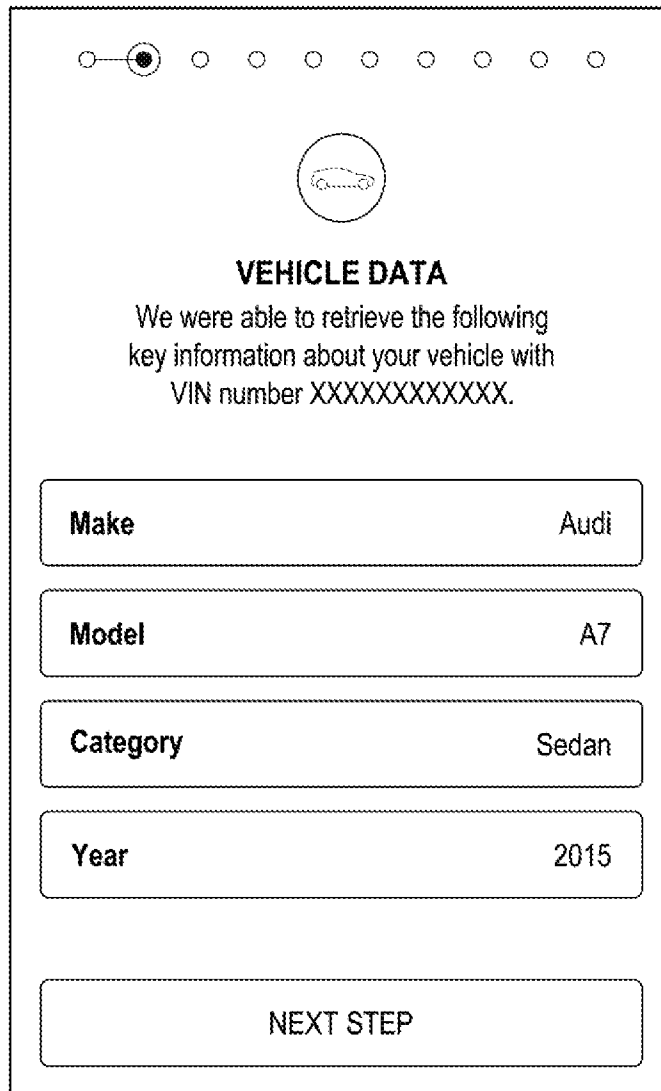 VEHICLE DATA
We were able to retrieve the following
key information about your vehicle with
VIN number XXXXXXXXXXXX.
Make Audi
Model A7
Category Sedan
Year 2015
NEXT STEP